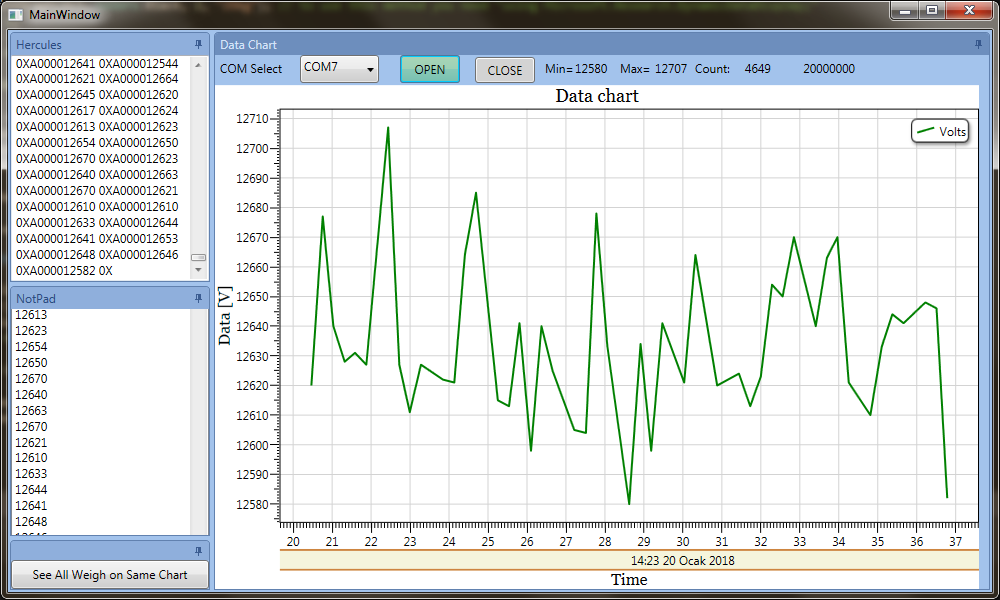 MainWindow
Hercules
0XA000012641 0XA000012544
0XA000012621 0XA000012664
0XA000012645 0XA000012620
0XA000012617 0XA000012624
0XA000012613 0XA000012623
0XA000012654 0XA000012650
0XA000012670 0XA000012623
0XA000012640 0XA000012663
0XA000012670 0XA000012621
0XA000012610 0XA000012610
0XA000012633 0XA000012644
0XA000012641 0XA000012653
0XA000012648 0XA000012646
0XA000012582 0X
NotPad
12613
12623
12654
12650
12670
12640
12663
12670
12621
12610
12633
12644
12641
12648
See All Weigh on Same Chart
Data Chart
COM Select COM7 OPEN CLOSE Min= 12580 Max= 12707 Count: 4649 20000000
Data chart
Volts
Data [V]
12710
12700
12690
12680
12670
12660
12650
12640
12630
12620
12610
12600
12590
12580
20 21 22 23 24 25 26 27 28 29 30 31 32 33 34 35 36 37
14:23 20 Ocak 2018
Time